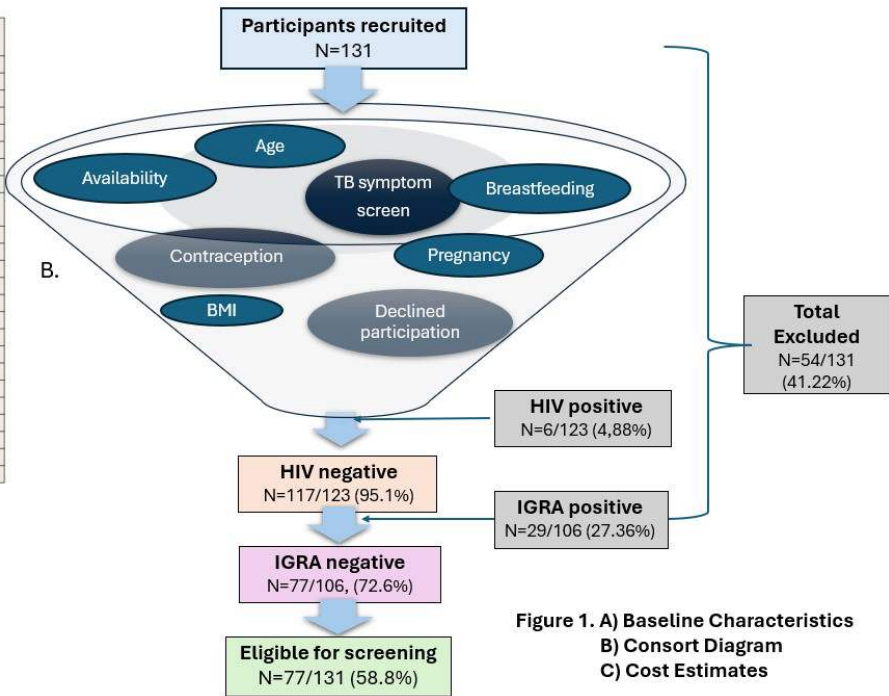 Participants recruited
N=131
Age
Availability
TB symptom
screen
Breastfeeding
B.
Contraception
Pregnancy
BMI
Declined
participation
Total
Excluded
N=54/131
(41.22%)
HIV positive
N=6/123 (4,88%)
HIV negative
N=117/123 (95.1%)
IGRA positive
N=29/106 (27.36%)
IGRA negative
N=77/106, (72.6%)
Eligible for screening
N=77/131 (58.8%)
Figure 1. A) Baseline Characteristics
B) Consort Diagram
C) Cost Estimates